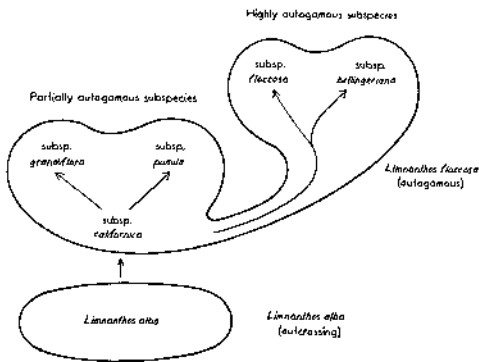 Highly autogamous subspecies
subsp.
floccosa
subsp.
bellingeriana
Partially autogamous subspecies
subsp.
grandiflora
subsp.
pumila
Limnanthes floccosa
(autogamous)
subsp.
californica
Limnanthes alba
Limnanthes alba
(outcrossing)